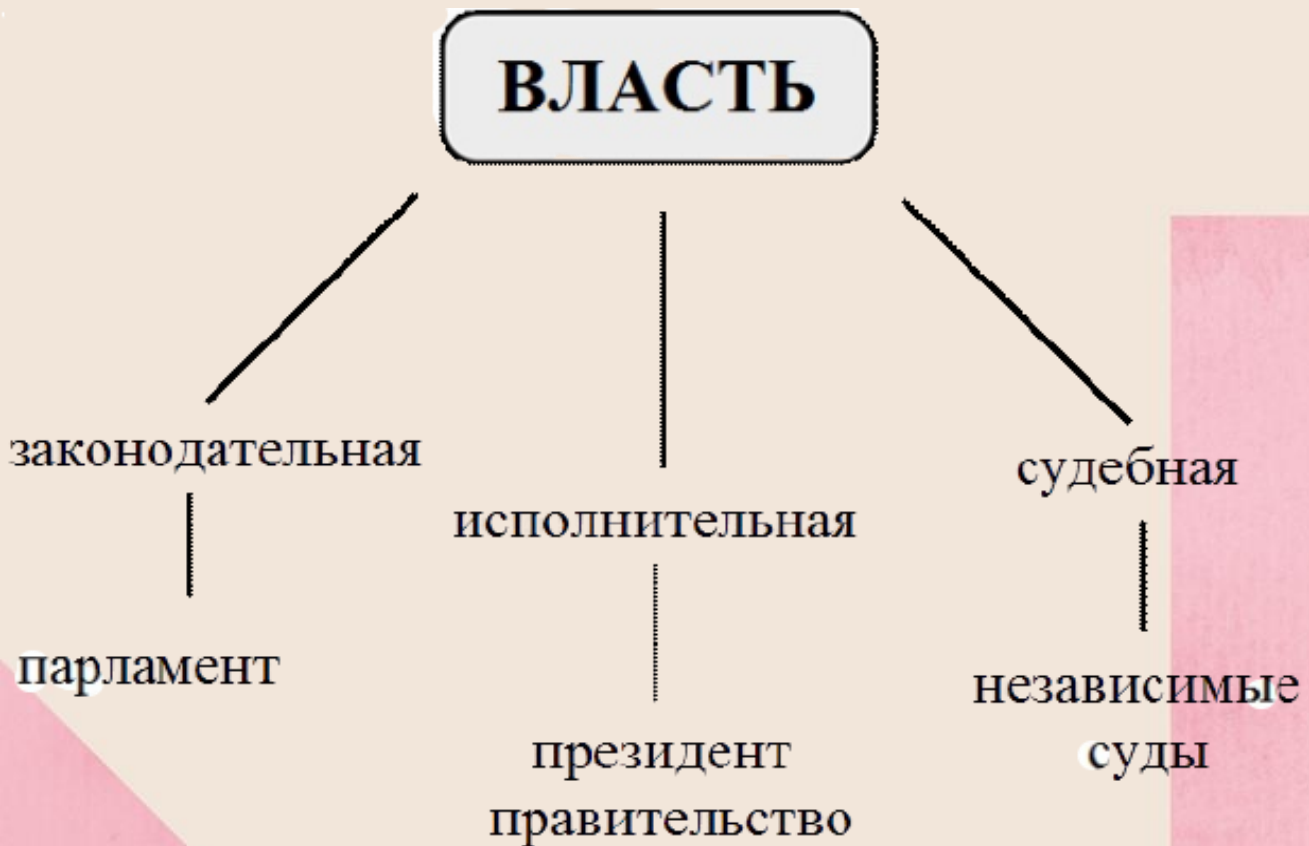 ВЛАСТЬ
законодательная
исполнительная
судебная
парламент
президент
правительство
независимые
суды